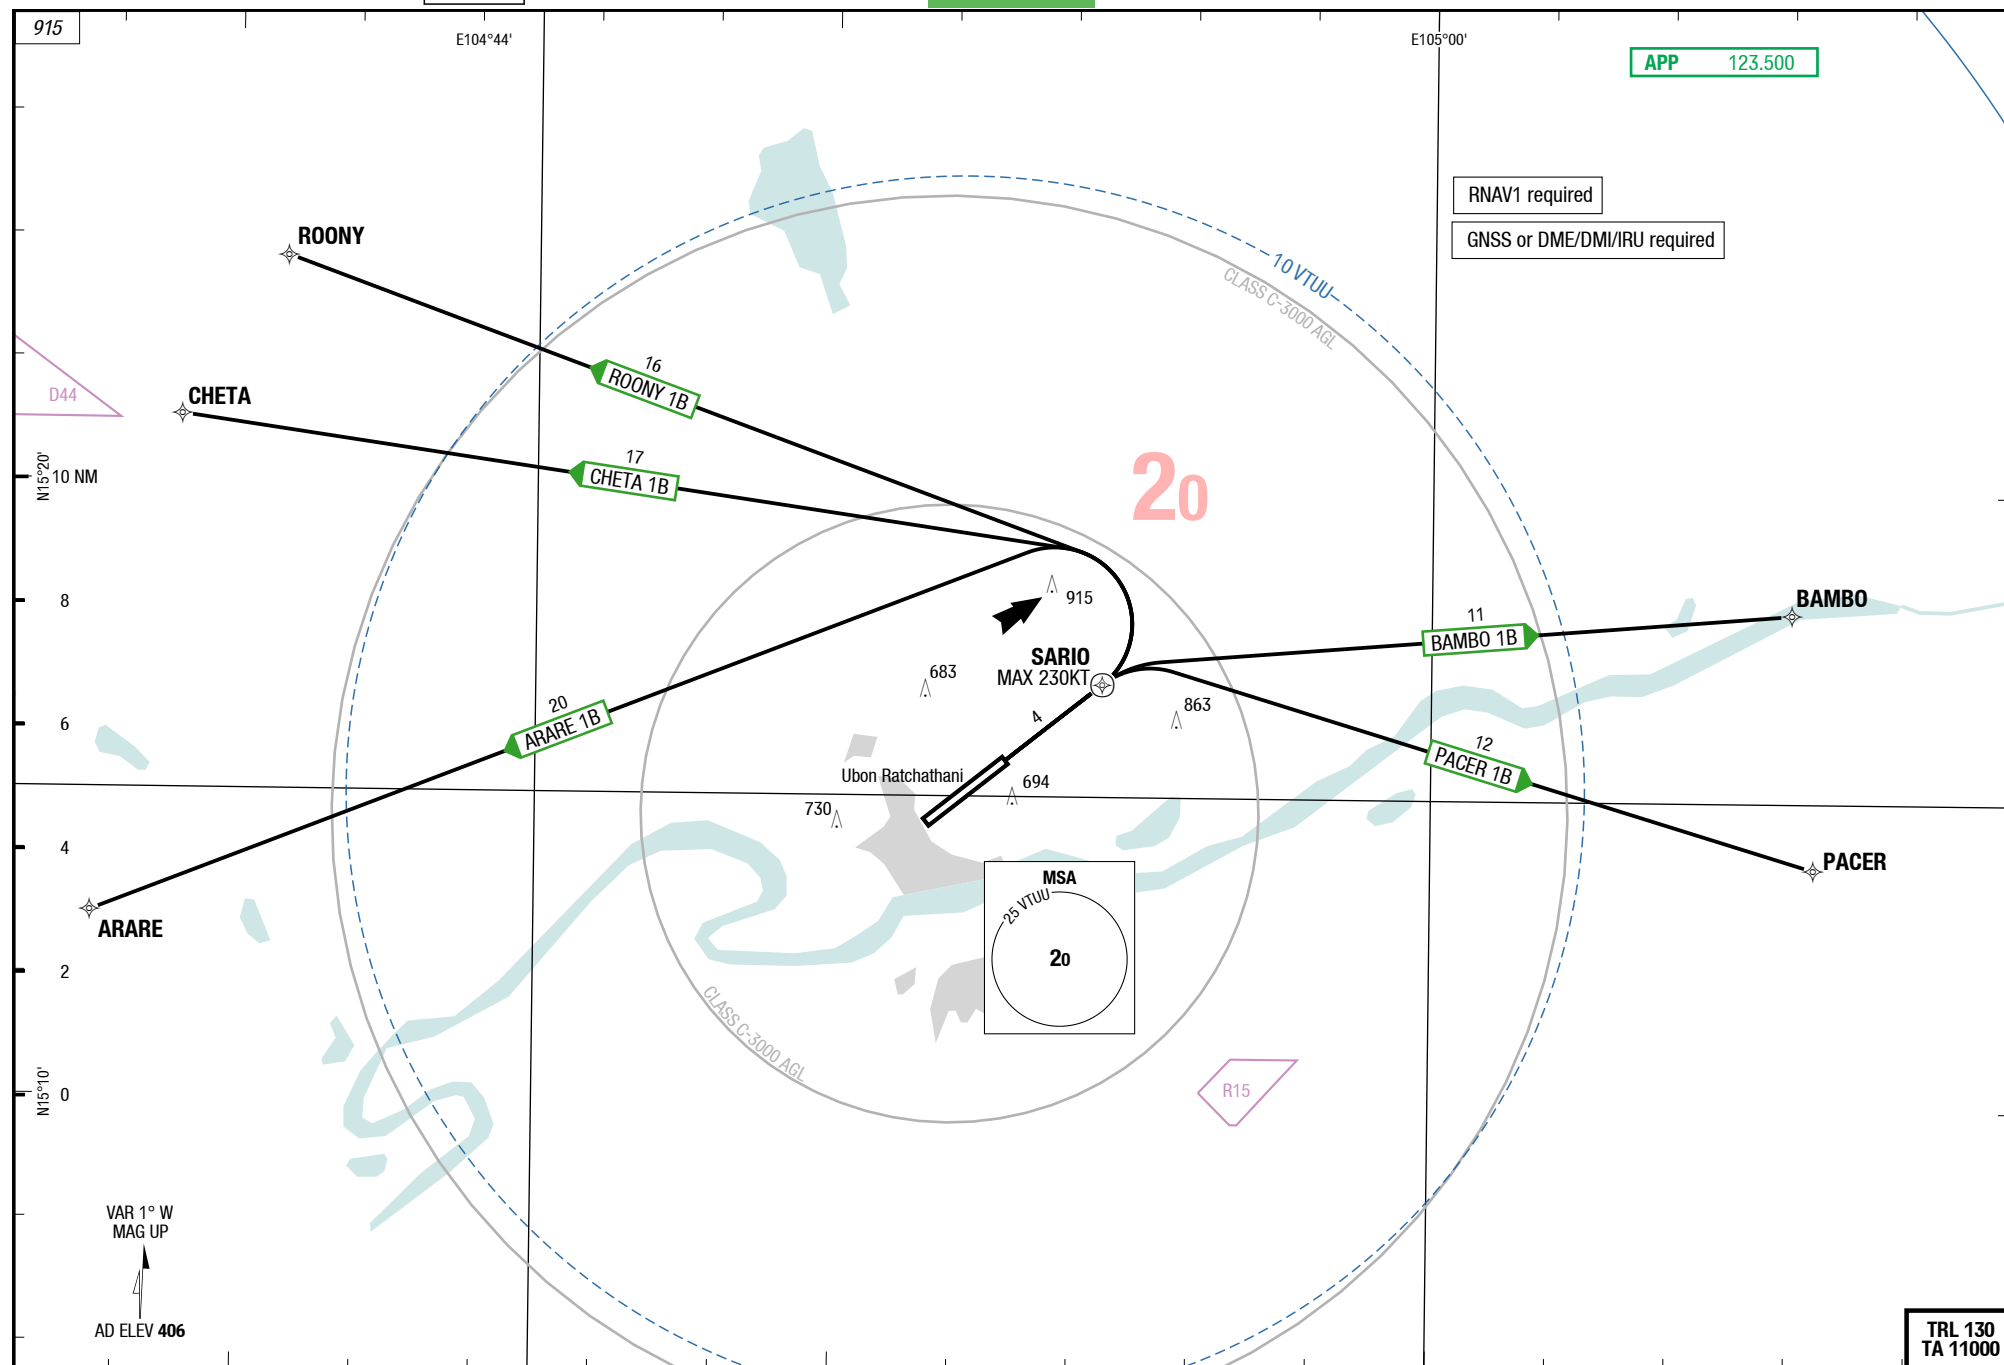 915
E104°44'
E105°00'
APP 123.500
RNAV1 required
GNSS or DME/DMI/IRU required
ROONY
10 VTUU
CLASS C-3000 AGL
16
ROONY 1B
D44
CHETA
17
CHETA 1B
N15°20'
10 NM
20
8
915
BAMBO
11
BAMBO 1B
SARIO
MAX 230KT
683
863
6
20
ARARE 1B
4
12
PACER 1B
Ubon Ratchathani
694
730
4
PACER
MSA
25 VTUU
20
ARARE
2
CLASS C-3000 AGL
R15
N15°10'
0
VAR 1° W
MAG UP
AD ELEV 406
TRL 130
TA 11000